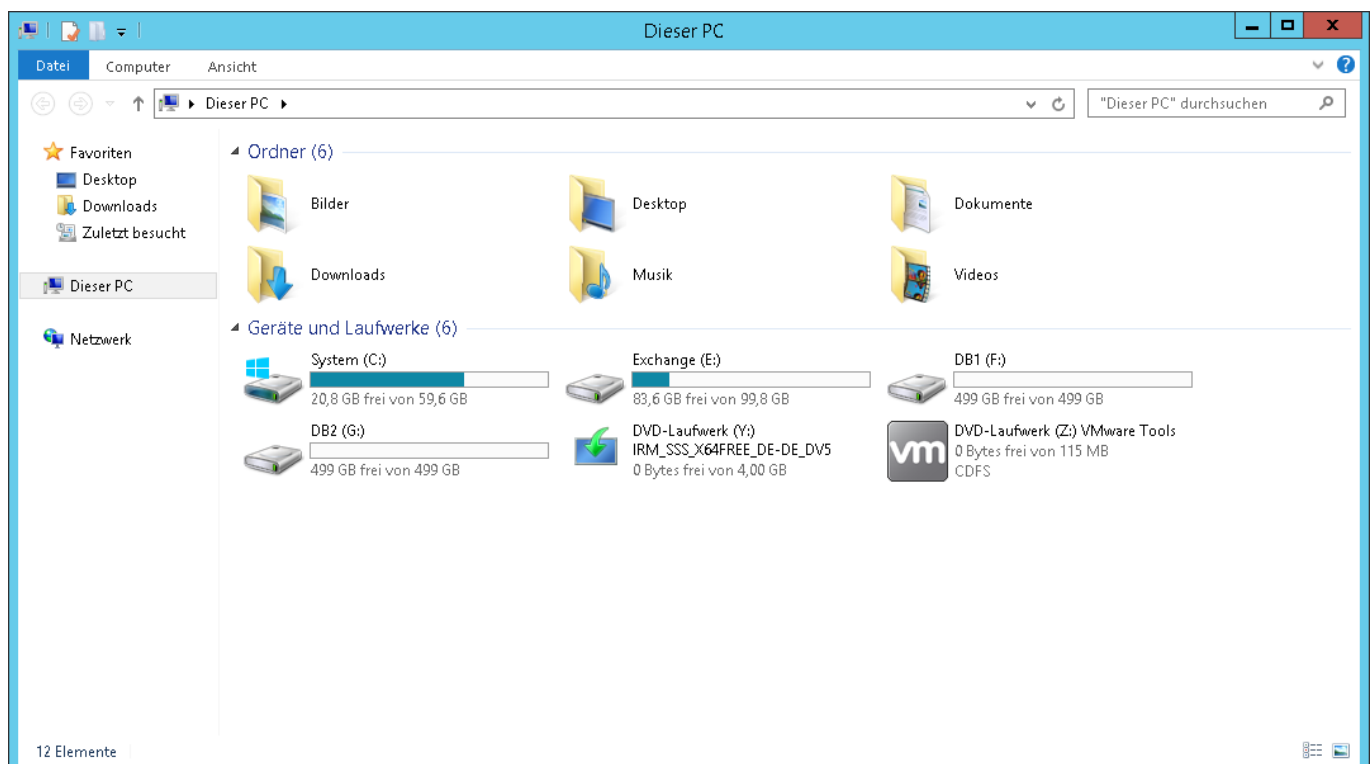 Dieser PC
Datei Computer Ansicht
Dieser PC "Dieser PC" durchsuchen
Favoriten
Desktop
Downloads
Zuletzt besucht
Dieser PC
Netzwerk
Ordner (6)
Bilder
Desktop
Dokumente
Downloads
Musik
Videos
Geräte und Laufwerke (6)
System (C:)
20,8 GB frei von 59,6 GB
Exchange (E:)
83,6 GB frei von 99,8 GB
DB1 (F:)
499 GB frei von 499 GB
DB2 (G:)
499 GB frei von 499 GB
DVD-Laufwerk (Y:)
IRM_SSS_X64FREE_DE-DE_DV5
0 Bytes frei von 4,00 GB
vm
DVD-Laufwerk (Z:) VMware Tools
0 Bytes frei von 115 MB
CDFS
12 Elemente